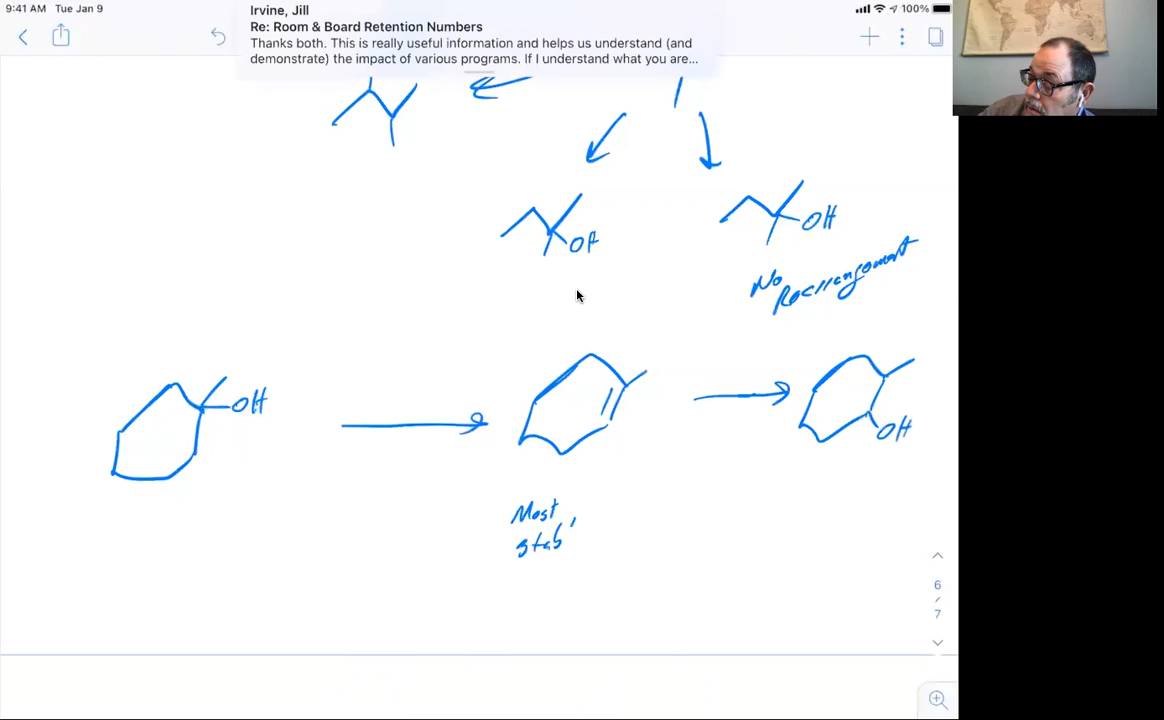 9:41 AM Tue Jan 9
100%
Irvine, Jill
Re: Room & Board Retention Numbers
Thanks both. This is really useful information and helps us understand (and
demonstrate) the impact of various programs. If I understand what you are...
OH
OH
No
Rearrangement
OH
OH
Most
stab'
6
/
7